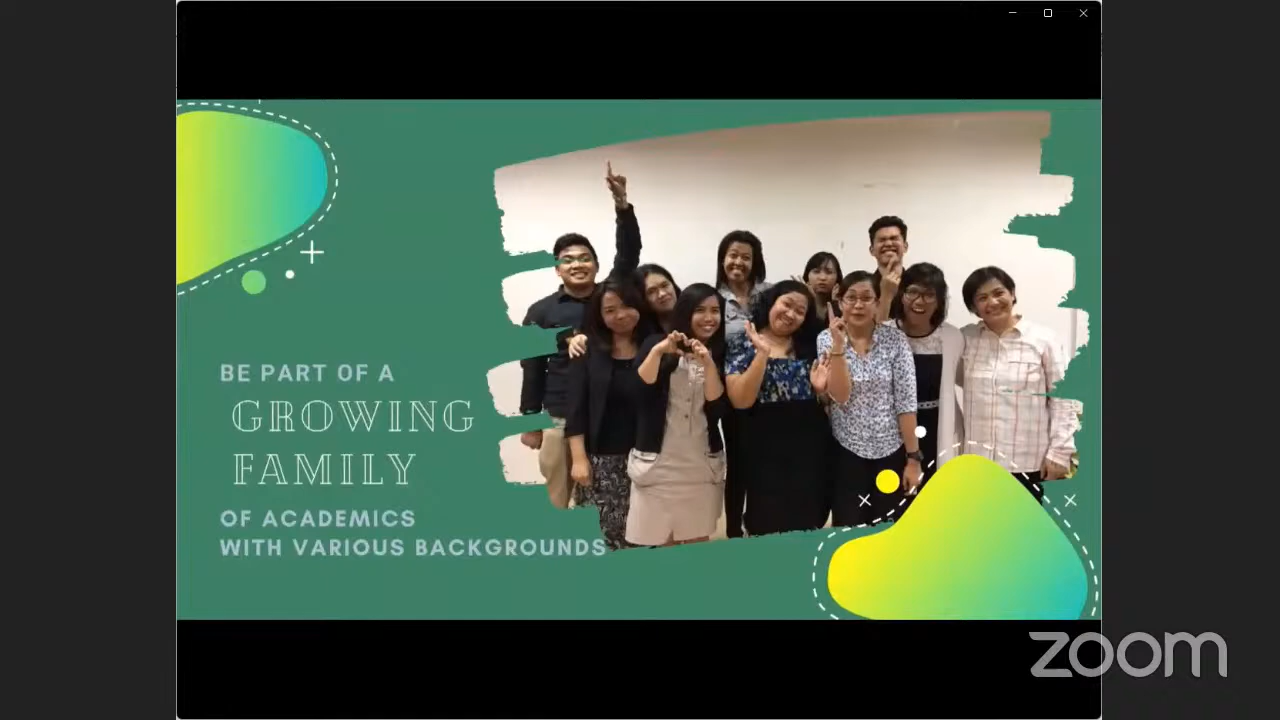 BE PART OF A
GROWING
FAMILY
OF ACADEMICS
WITH VARIOUS BACKGROUNDS
zoom